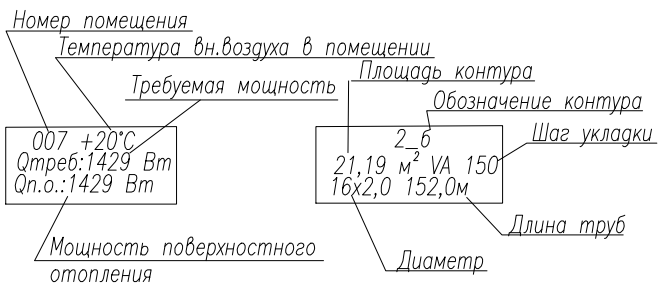 Номер помещения
Температура вн.воздуха в помещении
Требуемая мощность
007 +20°C
Qтреб:1429 Вт
Qп.о.:1429 Вт
Мощность поверхностного
отопления
Площадь контура
Обозначение контура
Шаг укладки
2_б
21,19 м² VA 150
16х2,0 152,0м
Длина труб
Диаметр